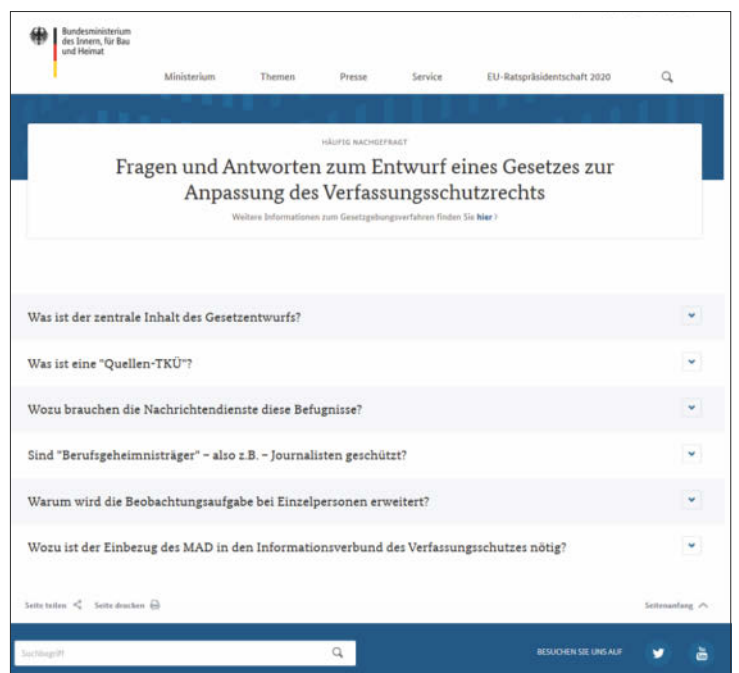 Bundesministerium
des Innern, für Bau
und Heimat
Ministerium Themen Presse Service EU-Ratspräsidentschaft 2020
HÄUFIG NACHGEFRAGT
Fragen und Antworten zum Entwurf eines Gesetzes zur
Anpassung des Verfassungsschutzrechts
Weitere Informationen zum Gesetzgebungsverfahren finden Sie hier
Was ist der zentrale Inhalt des Gesetzentwurfs?
Was ist eine "Quellen-TKÜ"?
Wozu brauchen die Nachrichtendienste diese Befugnisse?
Sind "Berufsgeheimnisträger" – also z.B. – Journalisten geschützt?
Warum wird die Beobachtungsaufgabe bei Einzelpersonen erweitert?
Wozu ist der Einbezug des MAD in den Informationsverbund des Verfassungsschutzes nötig?
Seite teilen Seite drucken Seitenanfang
Suchbegriff BESUCHEN SIE UNS AUF You Tube